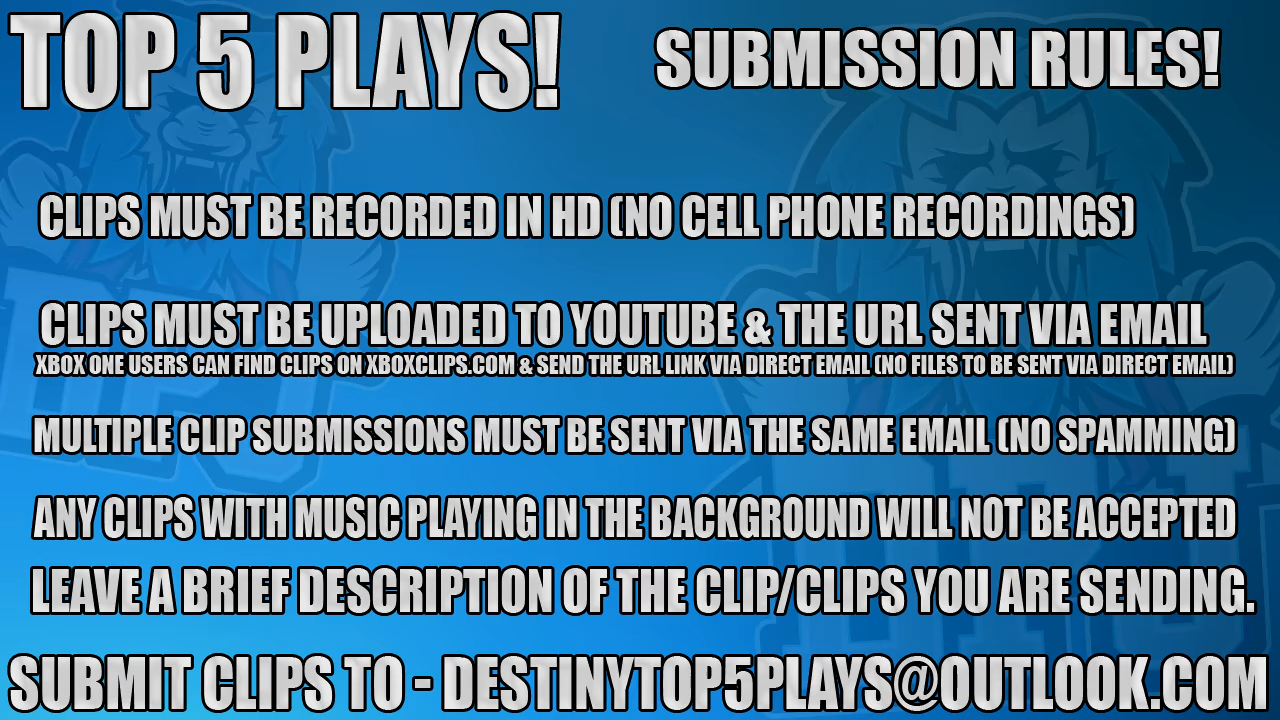 TOP 5 PLAYS!
SUBMISSION RULES!
CLIPS MUST BE RECORDED IN HD (NO CELL PHONE RECORDINGS)
CLIPS MUST BE UPLOADED TO YOUTUBE & THE URL SENT VIA EMAIL
XBOX ONE USERS CAN FIND CLIPS ON XBOXCLIPS.COM & SEND THE URL LINK VIA DIRECT EMAIL (NO FILES TO BE SENT VIA DIRECT EMAIL)
MULTIPLE CLIP SUBMISSIONS MUST BE SENT VIA THE SAME EMAIL (NO SPAMMING)
ANY CLIPS WITH MUSIC PLAYING IN THE BACKGROUND WILL NOT BE ACCEPTED
LEAVE A BRIEF DESCRIPTION OF THE CLIP/CLIPS YOU ARE SENDING.
SUBMIT CLIPS TO - DESTINYTOP5PLAYS@OUTLOOK.COM